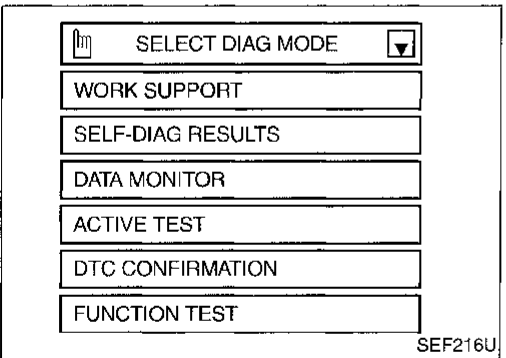 SELECT DIAG MODE
WORK SUPPORT
SELF-DIAG RESULTS
DATA MONITOR
ACTIVE TEST
DTC CONFIRMATION
FUNCTION TEST
SEF216U